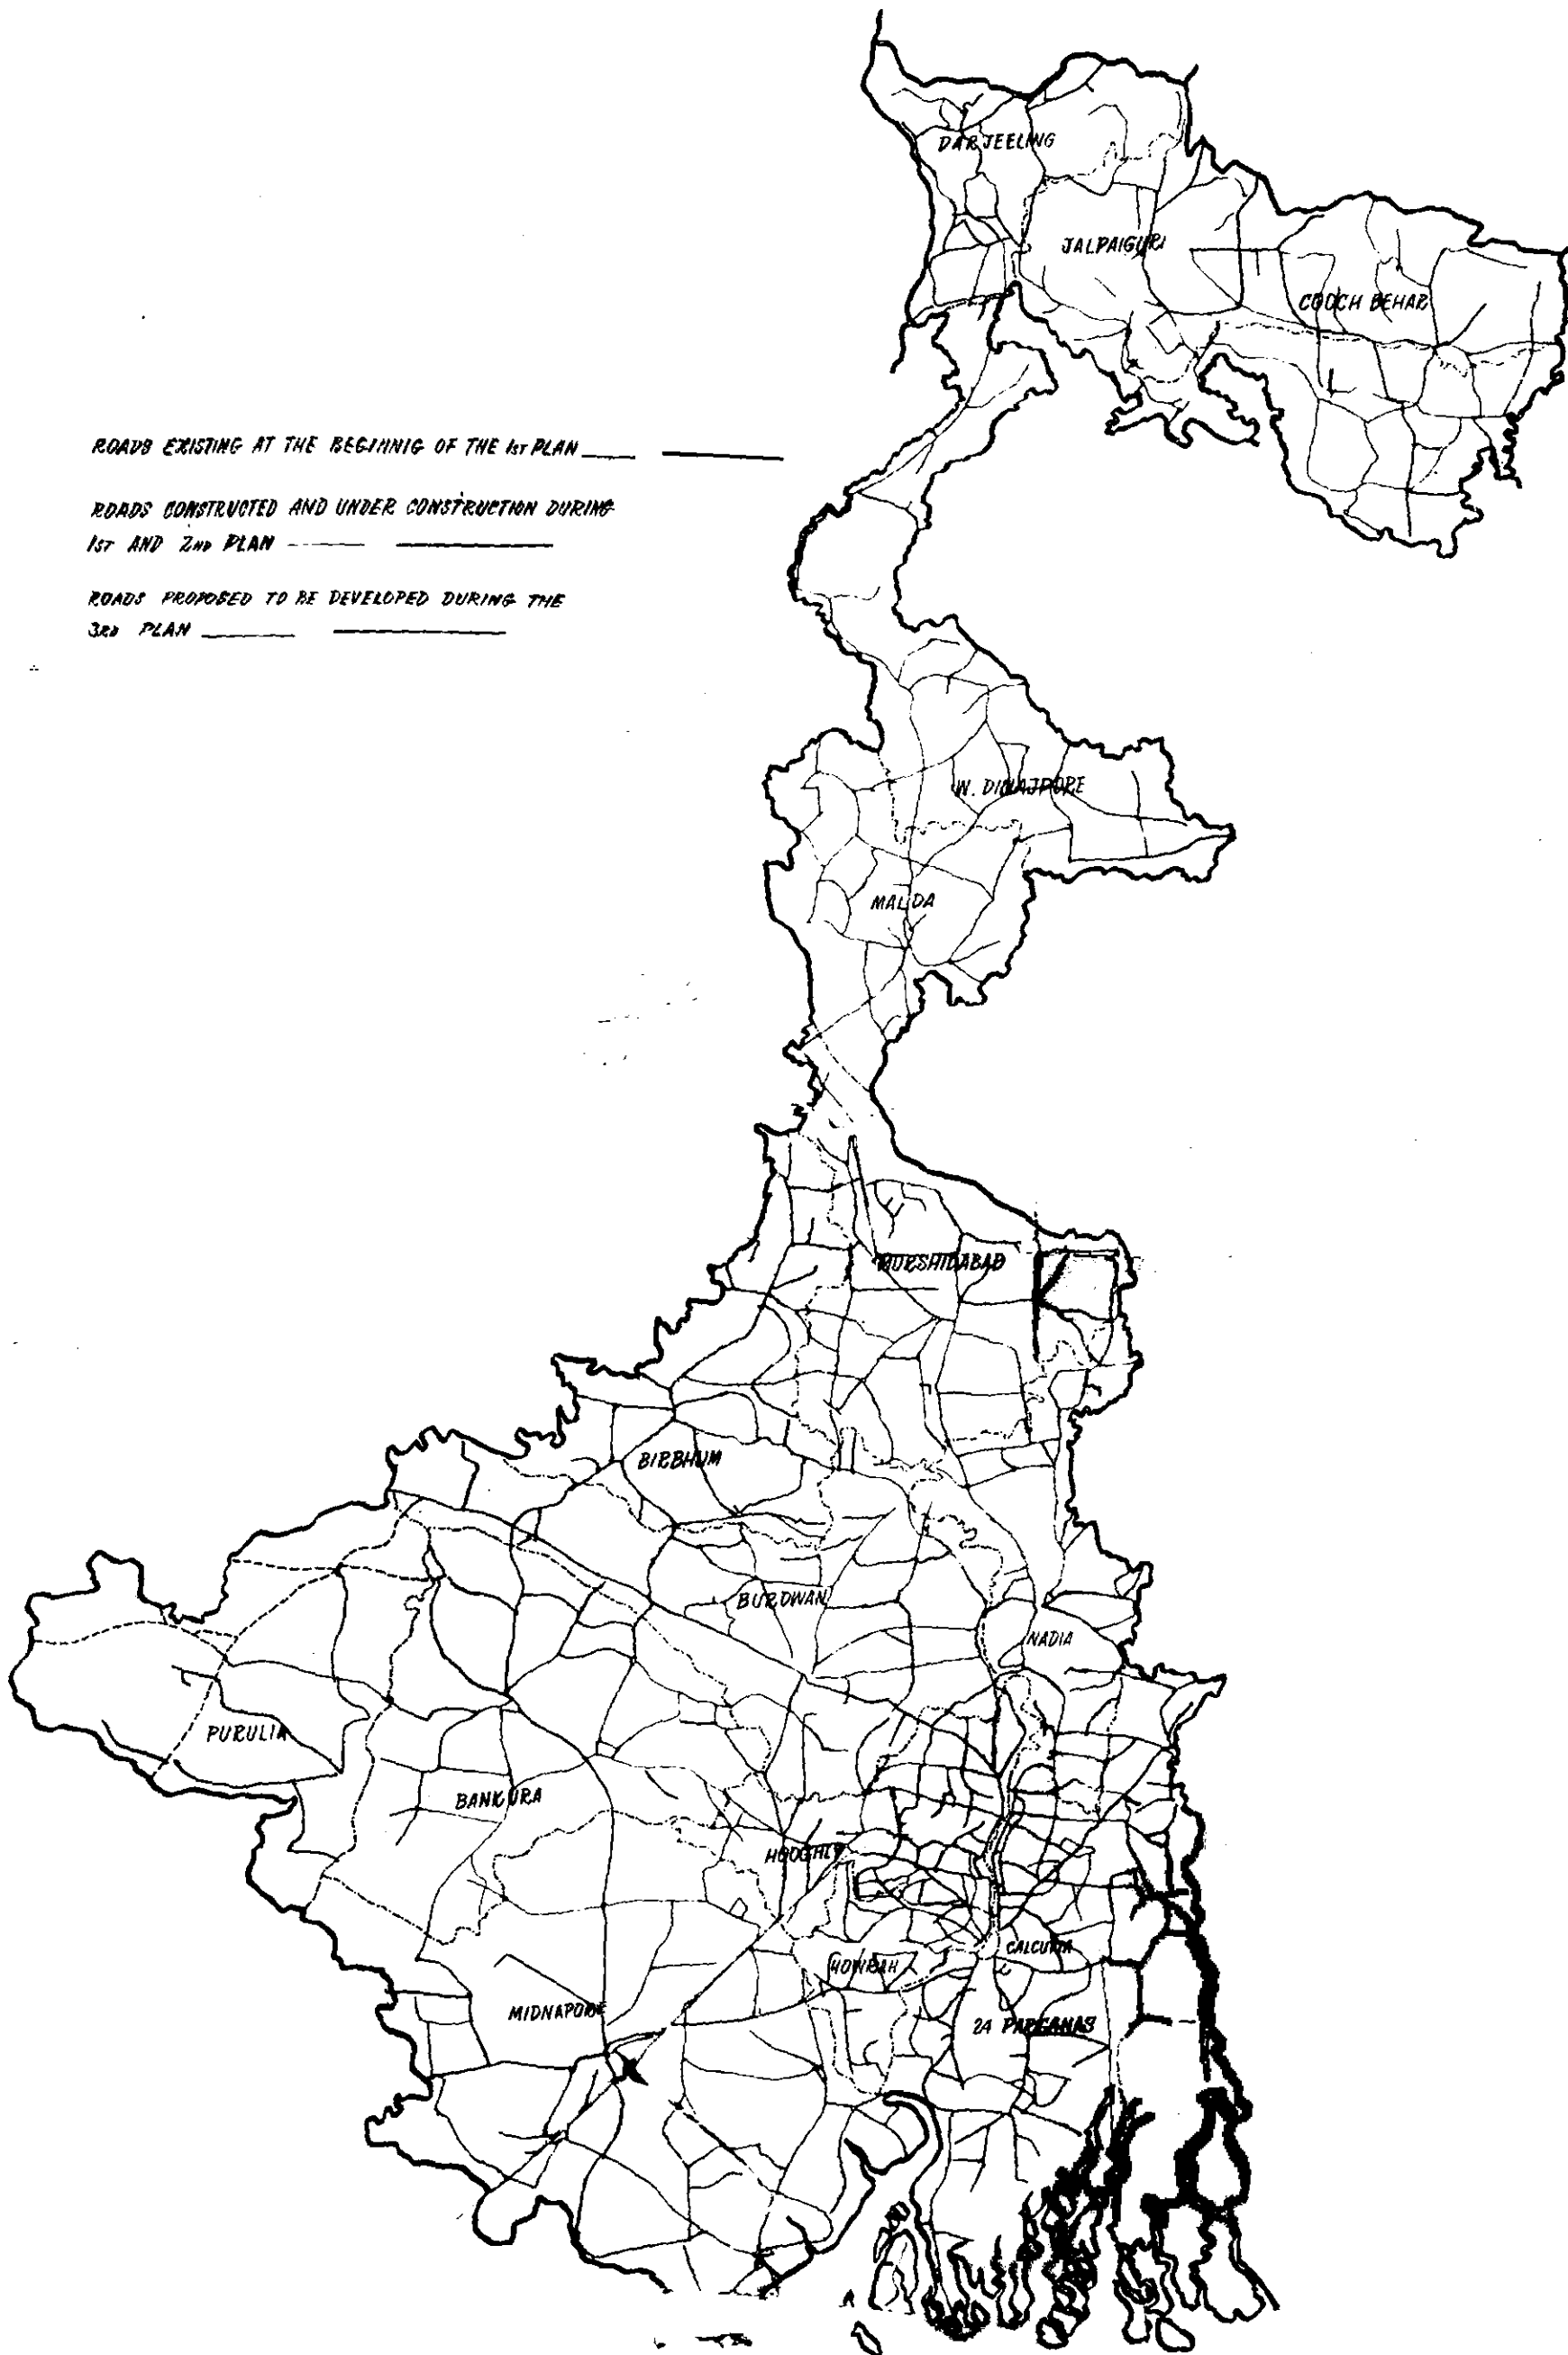 DARJEELING
JALPAIGURI
COOCH BEHAR
ROADS EXISTING AT THE BEGINNIG OF THE 1ST PLAN
ROADS CONSTRUCTED AND UNDER CONSTRUCTION DURING
1ST AND 2ND PLAN
ROADS PROPOSED TO BE DEVELOPED DURING THE
3RD PLAN
W. DINAJPORE
MALDA
MURSHIDABAD
BIRBHUM
BURDWAN
NADIA
PURULIA
BANKURA
HOOGHLY
HOWRAH
CALCUTTA
MIDNAPORE
24 PARGANAS